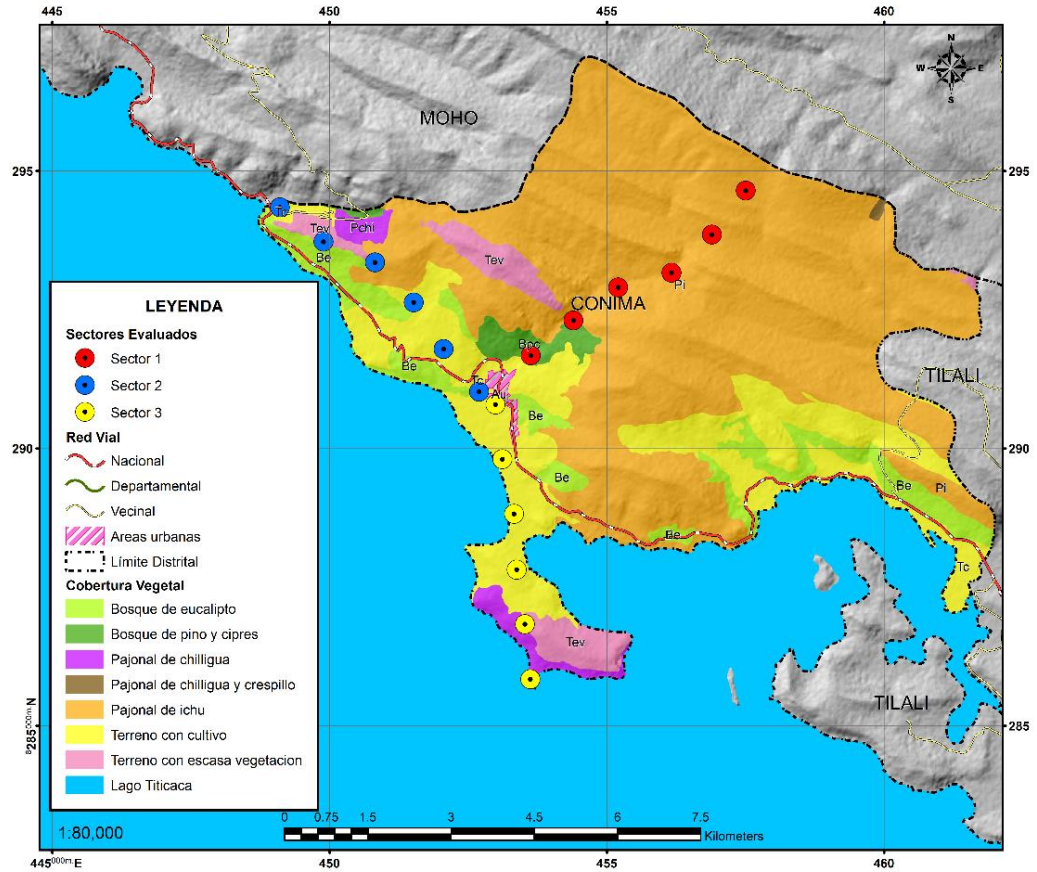 445
450
455
460
N
W
E
S
MOHO
295
295
Tev
Pchi
Be
Tev
Pi
CONIMA
LEYENDA
Sectores Evaluados
Sector 1
Sector 2
Sector 3
Red Vial
Nacional
Departamental
Vecinal
Areas urbanas
Límite Distrital
Cobertura Vegetal
Bosque de eucalipto
Bosque de pino y cipres
Pajonal de chilligua
Pajonal de chilligua y crespillo
Pajonal de ichu
Terreno con cultivo
Terreno con escasa vegetacion
Lago Titicaca
Be
TILALI
Au
Be
290
290
Be
Be
Pi
Be
Tc
Tev
TILALI
8285000m. N
285
0
0.75
1.5
3
4.5
6
7.5
Kilometers
1:80,000
445000m. E
450
455
460